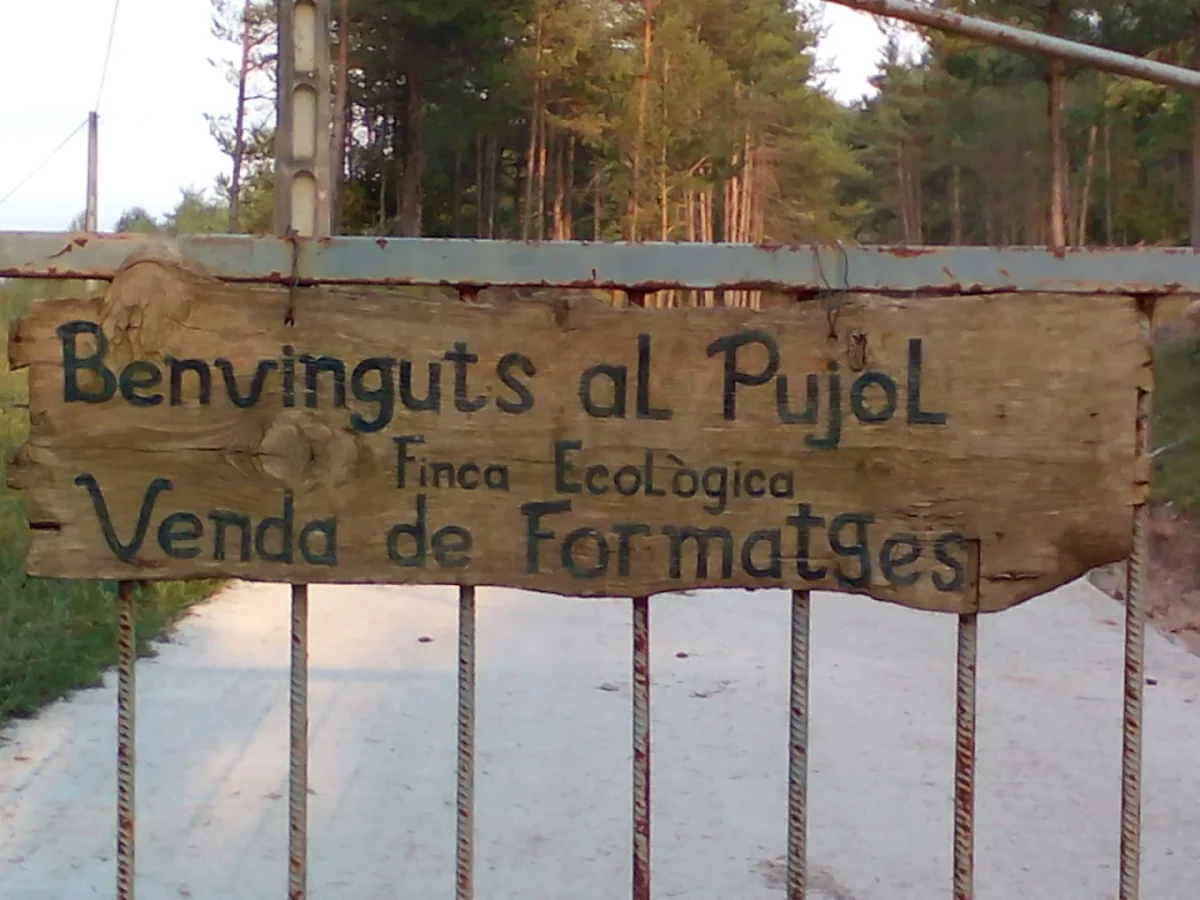 Benvinguts al Pujol
Finca Ecològica
Venda de Formatges